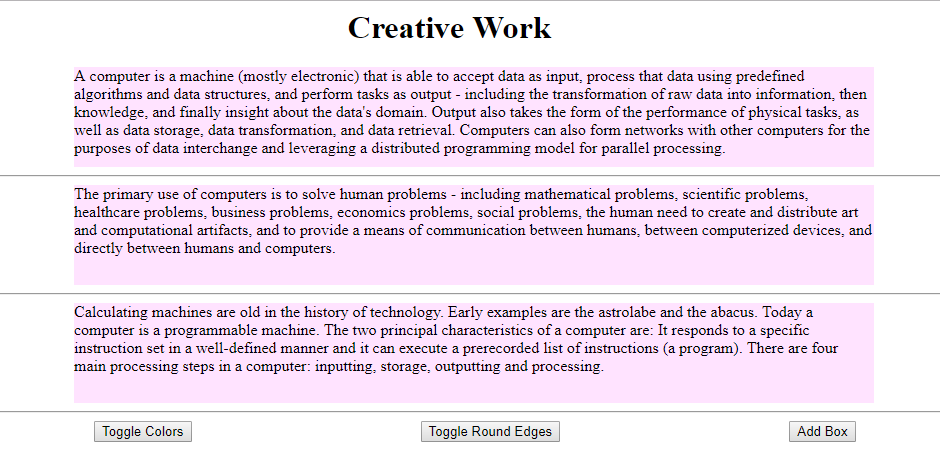 Creative Work
A computer is a machine (mostly electronic) that is able to accept data as input, process that data using predefined
algorithms and data structures, and perform tasks as output - including the transformation of raw data into information, then
knowledge, and finally insight about the data's domain. Output also takes the form of the performance of physical tasks, as
well as data storage, data transformation, and data retrieval. Computers can also form networks with other computers for the
purposes of data interchange and leveraging a distributed programming model for parallel processing.
The primary use of computers is to solve human problems - including mathematical problems, scientific problems,
healthcare problems, business problems, economics problems, social problems, the human need to create and distribute art
and computational artifacts, and to provide a means of communication between humans, between computerized devices, and
directly between humans and computers.
Calculating machines are old in the history of technology. Early examples are the astrolabe and the abacus. Today a
computer is a programmable machine. The two principal characteristics of a computer are: It responds to a specific
instruction set in a well-defined manner and it can execute a prerecorded list of instructions (a program). There are four
main processing steps in a computer: inputting, storage, outputting and processing.
Toggle Colors Toggle Round Edges Add Box